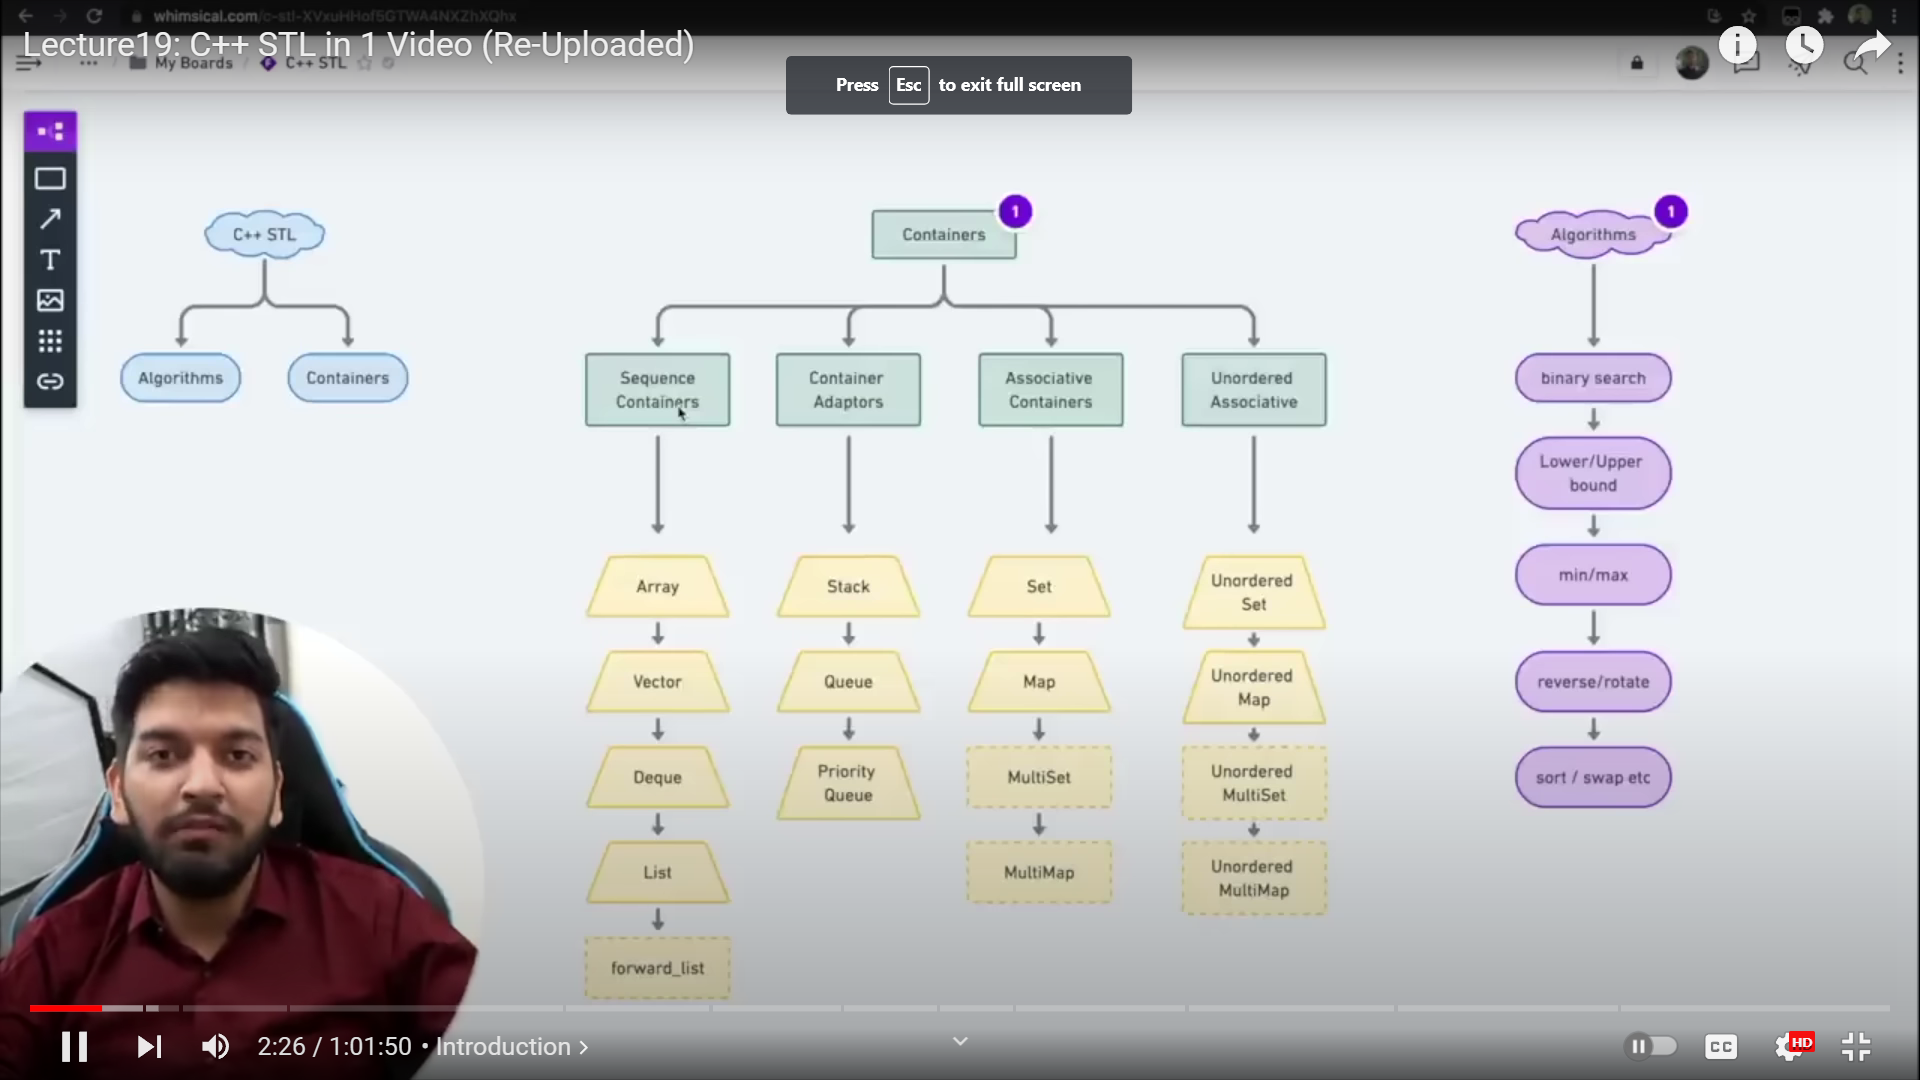 whimsical.com/c-stl-XVxuHHof5GTWA4NXZhXQhx
Lecture19: C++ STL in 1 Video (Re-Uploaded)
My Boards / C++ STL
Press Esc to exit full screen
C++ STL
Algorithms
Containers
Containers
1
Sequence
Containers
Container
Adaptors
Associative
Containers
Unordered
Associative
Array
Vector
Deque
List
forward_list
Stack
Queue
Priority
Queue
Set
Map
MultiSet
MultiMap
Unordered
Set
Unordered
Map
Unordered
MultiSet
Unordered
MultiMap
Algorithms
1
binary search
Lower/Upper
bound
min/max
reverse/rotate
sort / swap etc
T
2:26 / 1:01:50 • Introduction
CC
HD